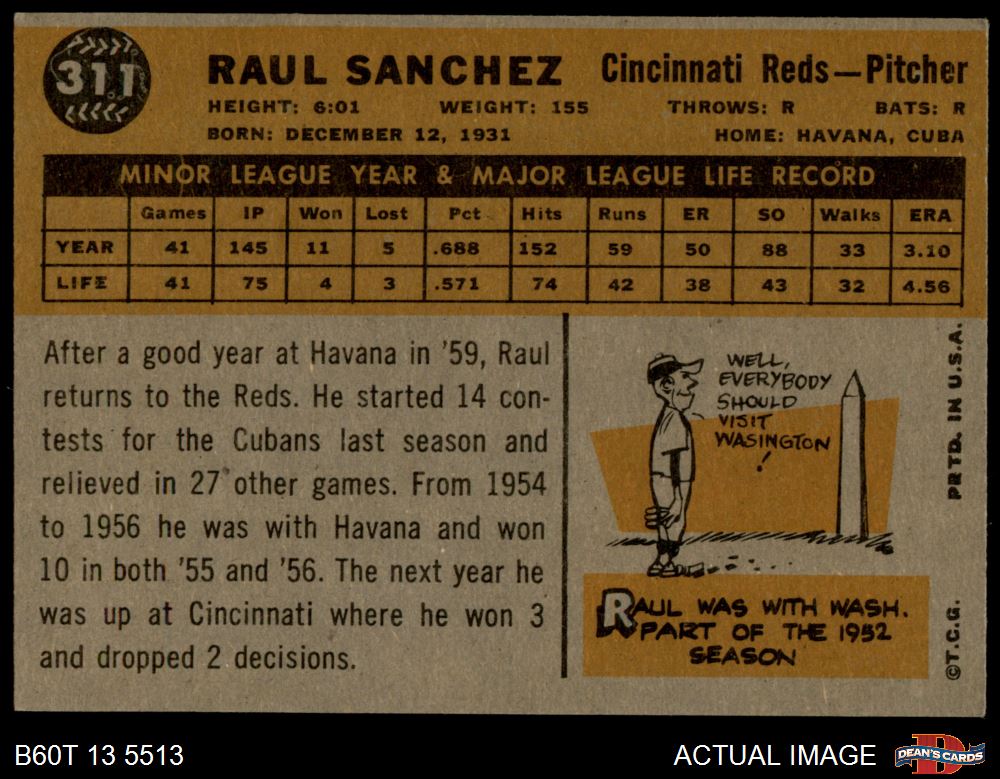 311
RAUL SANCHEZ Cincinnati Reds—Pitcher
HEIGHT: 6:01 WEIGHT: 155 THROWS: R BATS: R
BORN: DECEMBER 12, 1931 HOME: HAVANA, CUBA
MINOR LEAGUE YEAR & MAJOR LEAGUE LIFE RECORD
Games IP Won Lost Pct. Hits Runs ER SO Walks ERA
YEAR 41 145 11 5 .688 152 59 50 88 33 3.10
LIFE 41 75 4 3 .571 74 42 38 43 32 4.56
After a good year at Havana in '59, Raul
returns to the Reds. He started 14 con-
tests for the Cubans last season and
relieved in 27 other games. From 1954
to 1956 he was with Havana and won
10 in both '55 and '56. The next year he
was up at Cincinnati where he won 3
and dropped 2 decisions.
WELL,
EVERYBODY
SHOULD
VISIT
WASINGTON
!
RAUL WAS WITH WASH.
PART OF THE 1952
SEASON
©T.C.G. PRTD. IN U.S.A.
B60T 13 5513 ACTUAL IMAGE
D
DEAN'S CARDS